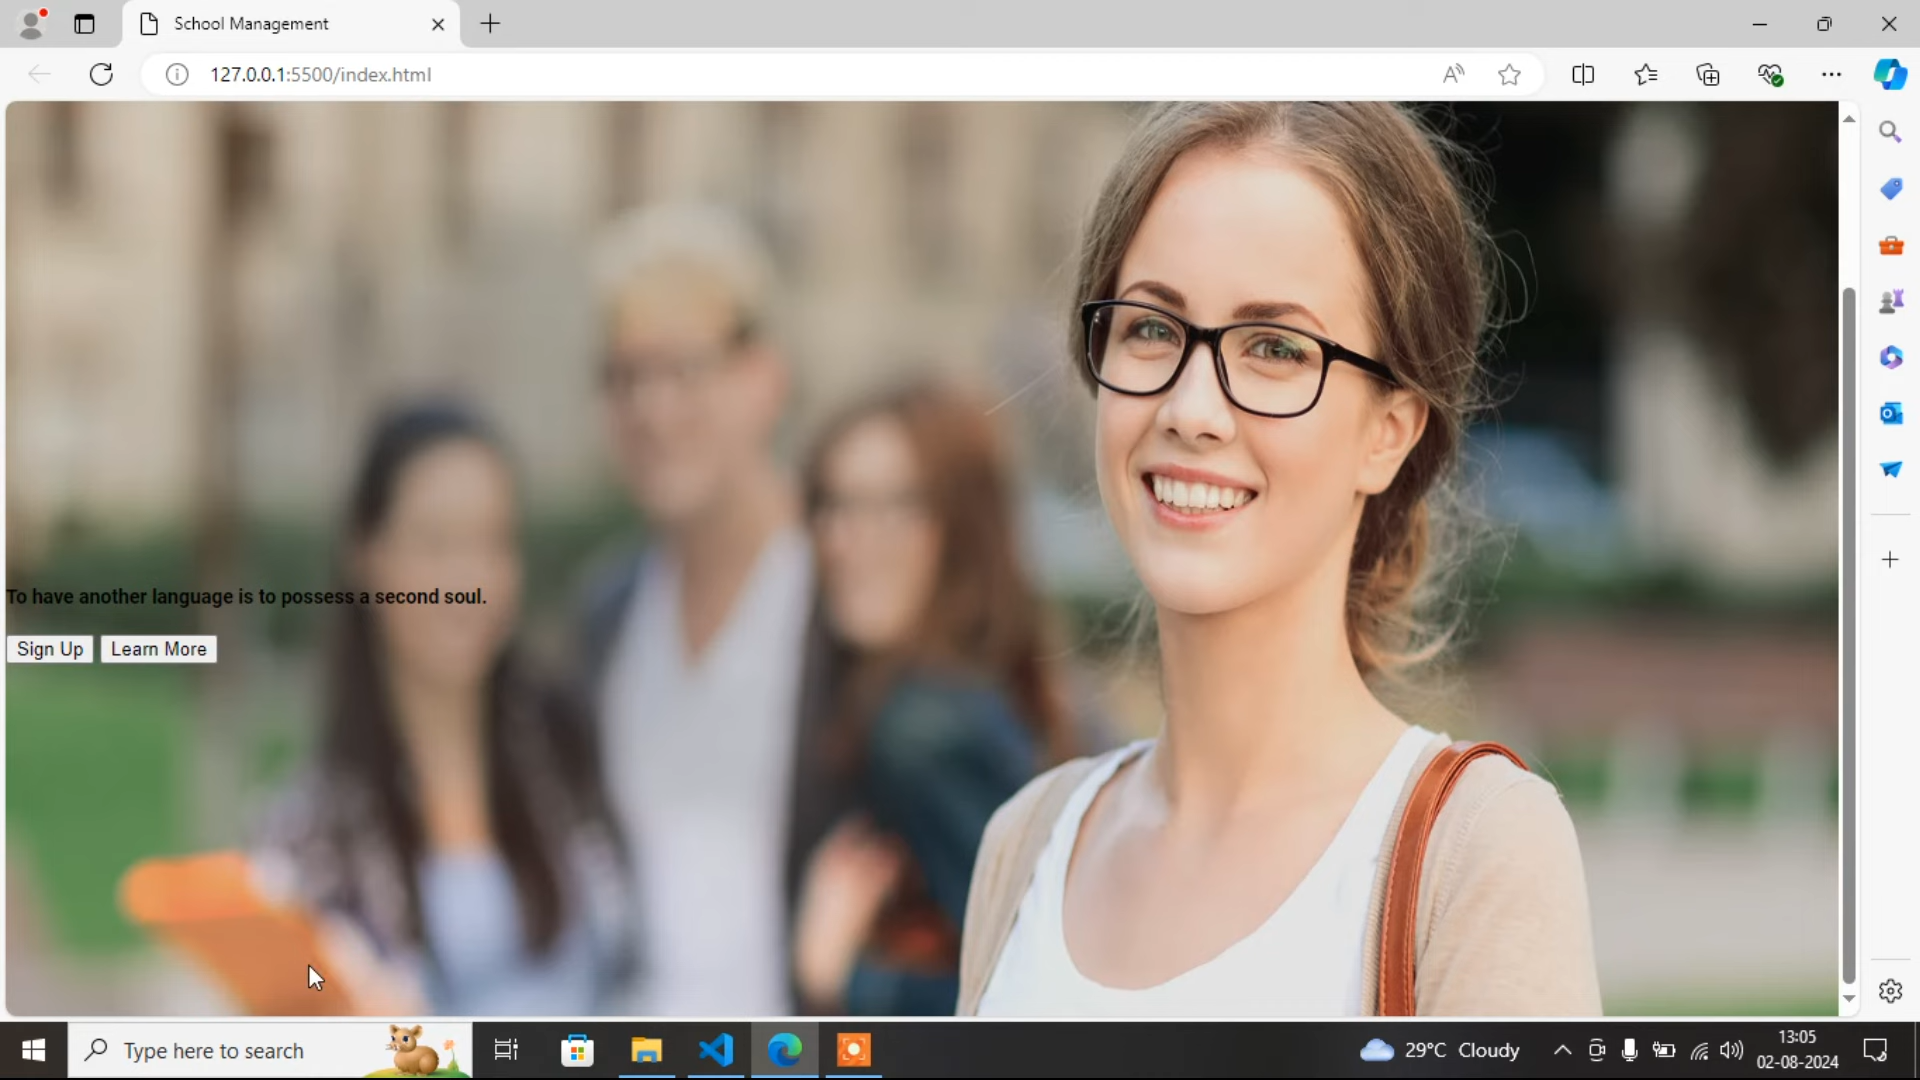 School Management
127.0.0.1:5500/index.html
To have another language is to possess a second soul.
Sign Up Learn More
Type here to search
29°C Cloudy
13:05
02-08-2024